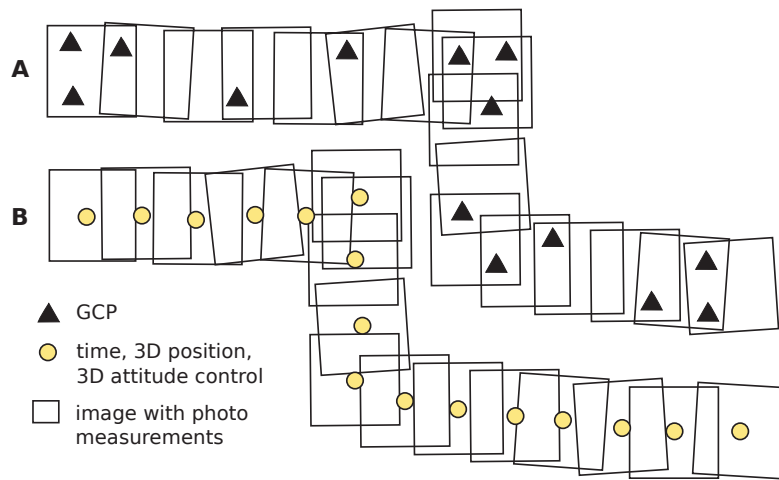 A
B
GCP
time, 3D position,
3D attitude control
image with photo
measurements